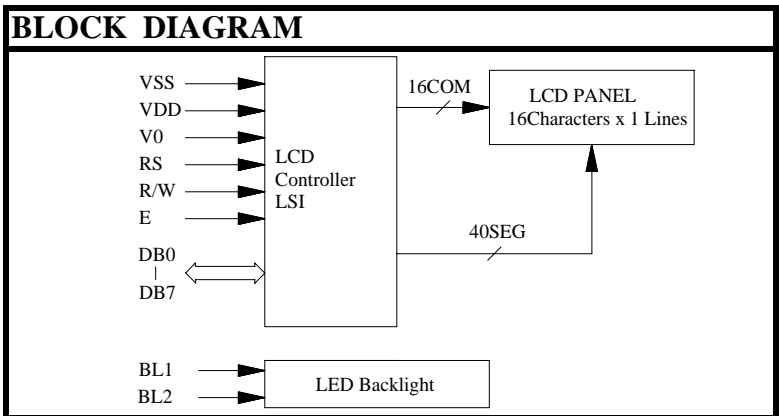 BLOCK DIAGRAM
VSS
VDD
V0
RS
R/W
E
DB0
|
DB7
LCD
Controller
LSI
16COM
LCD PANEL
16Characters x 1 Lines
40SEG
BL1
BL2
LED Backlight